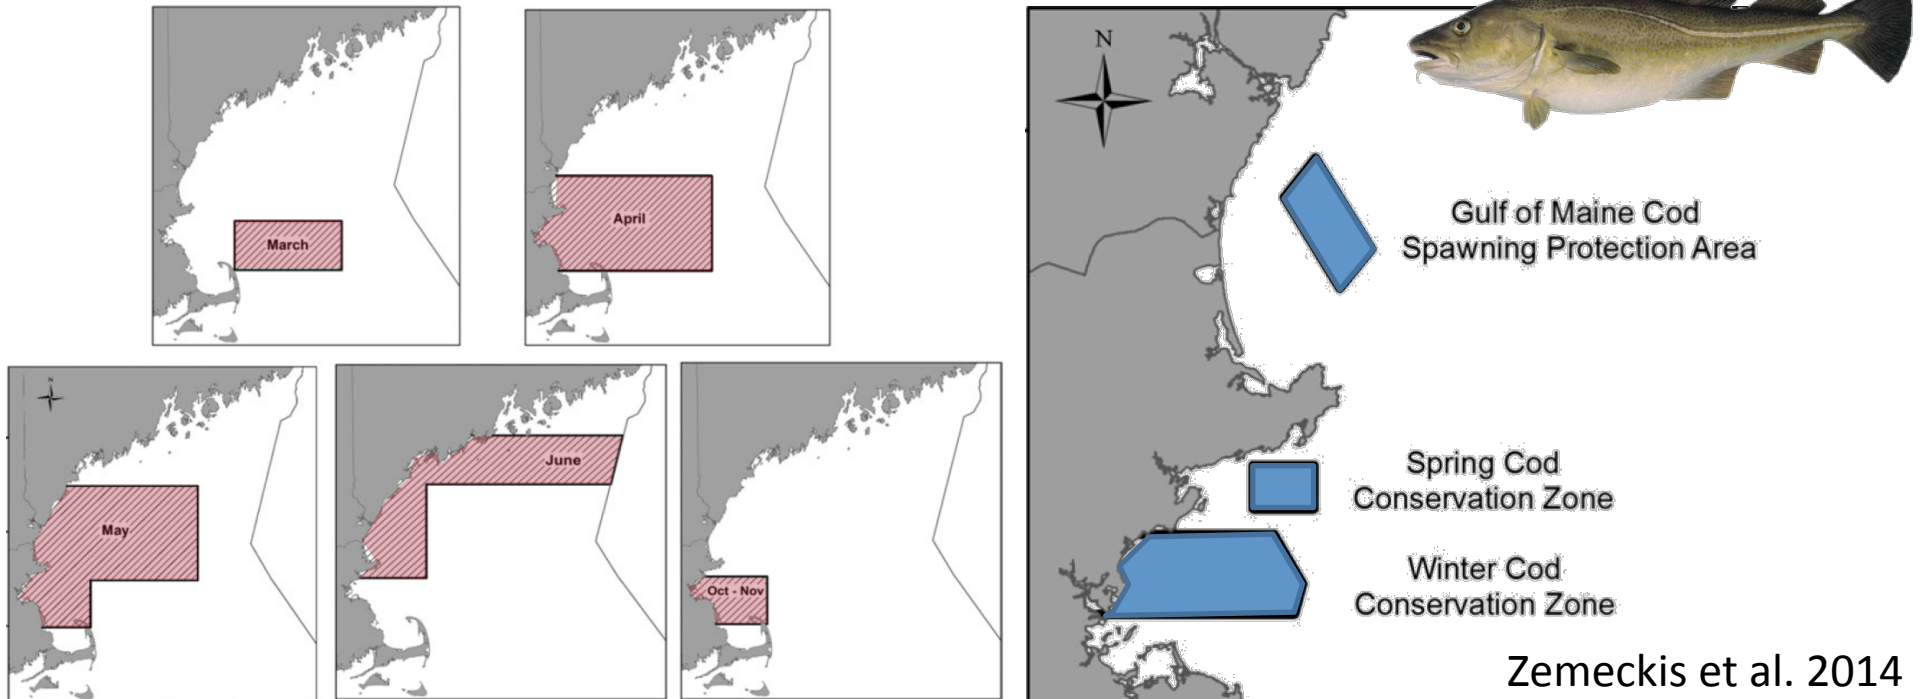 March
April
N
May
June
Oct - Nov
N
Gulf of Maine Cod
Spawning Protection Area
Spring Cod
Conservation Zone
Winter Cod
Conservation Zone
Zemeckis et al. 2014